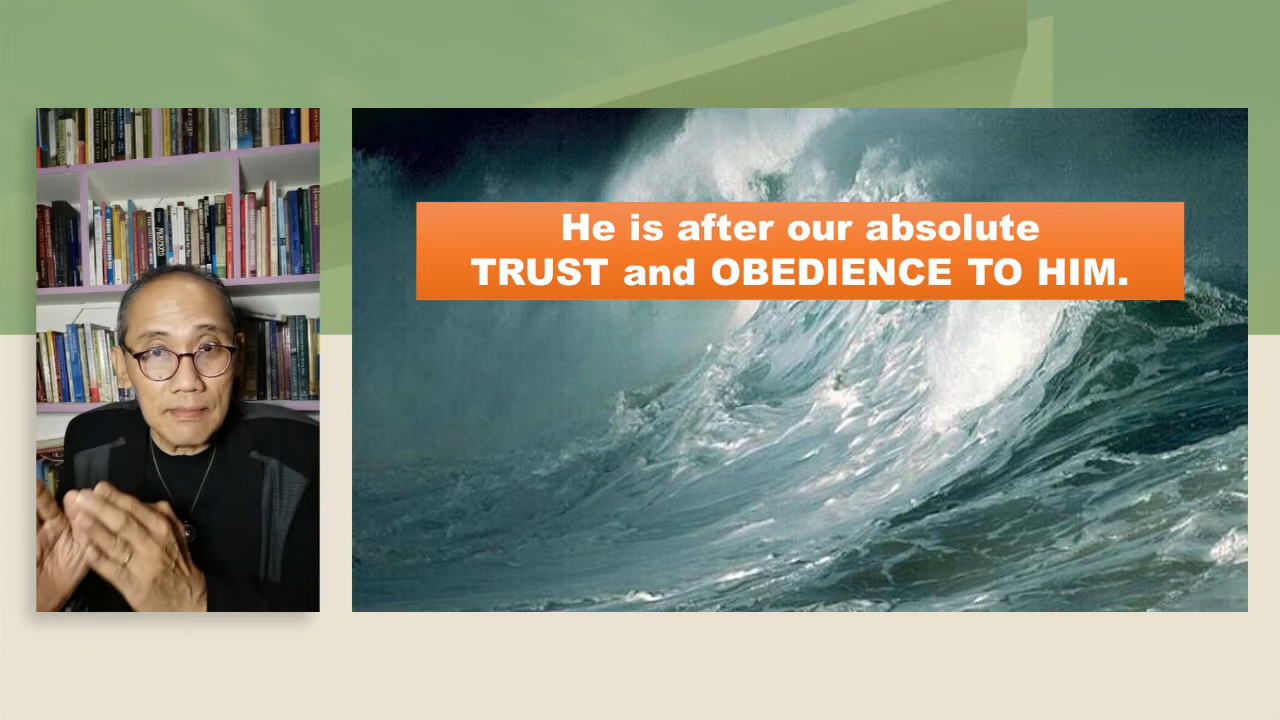 He is after our absolute
TRUST and OBEDIENCE TO HIM.